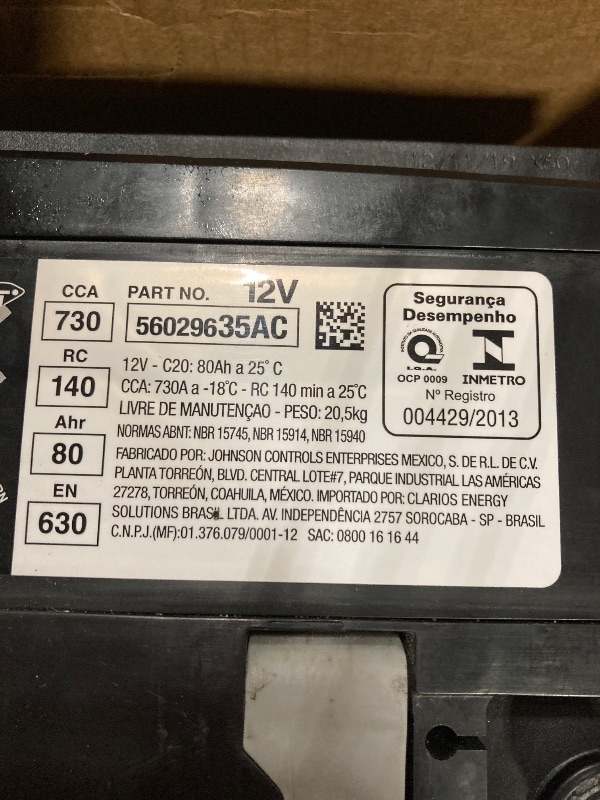 CCA
730
RC
140
Ahr
80
EN
630
PART NO. 12V
56029635AC
12V - C20: 80Ah a 25°C
CCA: 730A a -18°C - RC 140 min a 25°C
LIVRE DE MANUTENÇAO - PESO: 20,5kg
NORMAS ABNT: NBR 15745, NBR 15914, NBR 15940
FABRICADO POR: JOHNSON CONTROLS ENTERPRISES MEXICO, S. DE R.L. DE C.V.
PLANTA TORREÓN, BLVD. CENTRAL LOTE#7, PARQUE INDUSTRIAL LAS AMÉRICAS
27278, TORREÓN, COAHUILA, MÉXICO. IMPORTADO POR: CLARIOS ENERGY
SOLUTIONS BRASIL LTDA. AV. INDEPENDÊNCIA 2757 SOROCABA - SP - BRASIL
C.N.P.J.(MF):01.376.079/0001-12 SAC: 0800 16 16 44
Segurança
Desempenho
OCP 0009 INMETRO
Nº Registro
004429/2013